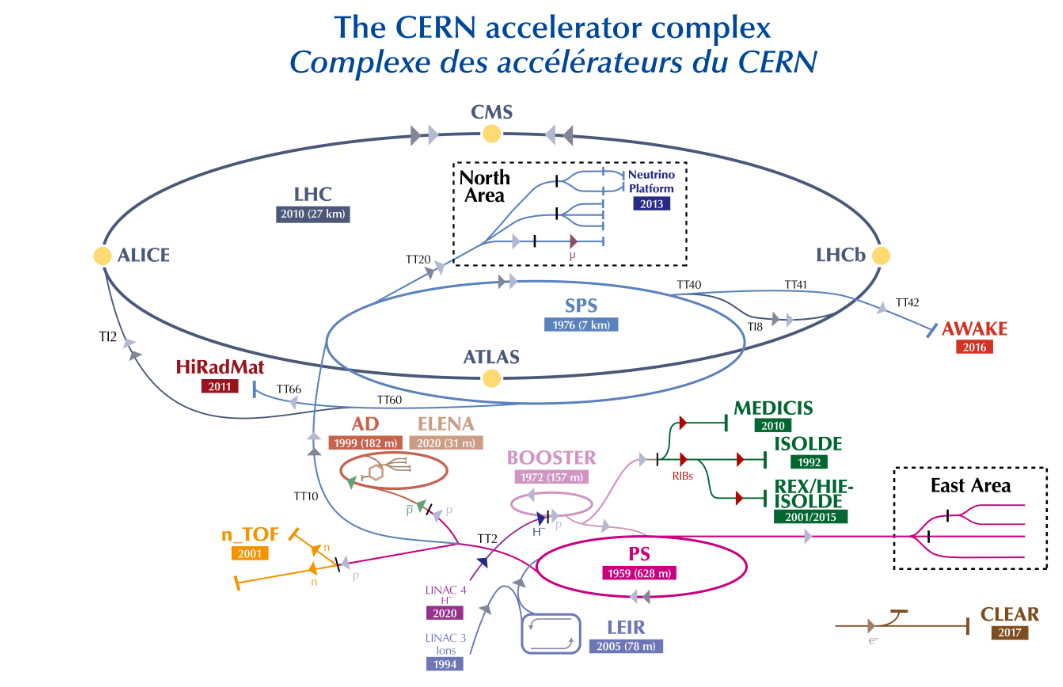 The CERN accelerator complex
Complexe des accélérateurs du CERN
CMS
North
Area
Neutrino
Platform
2013
LHC
2010 (27 km)
μ
ALICE
LHCb
TT20
SPS
1976 (7 km)
TT40
TT41
TT42
TI8
AWAKE
2016
TI2
ATLAS
HiRadMat
2011
TT66
TT60
AD
1999 (182 m)
ELENA
2020 (31 m)
MEDICIS
2010
BOOSTER
1972 (157 m)
ISOLDE
1992
RIBs
REX/HIE-
ISOLDE
2001/2015
East Area
TT10
p̅
p
H⁻
p
TT2
n_TOF
2001
n
n
p
PS
1959 (628 m)
LINAC 4
H⁻
2020
LINAC 3
Ions
1994
LEIR
2005 (78 m)
CLEAR
2017
e⁻